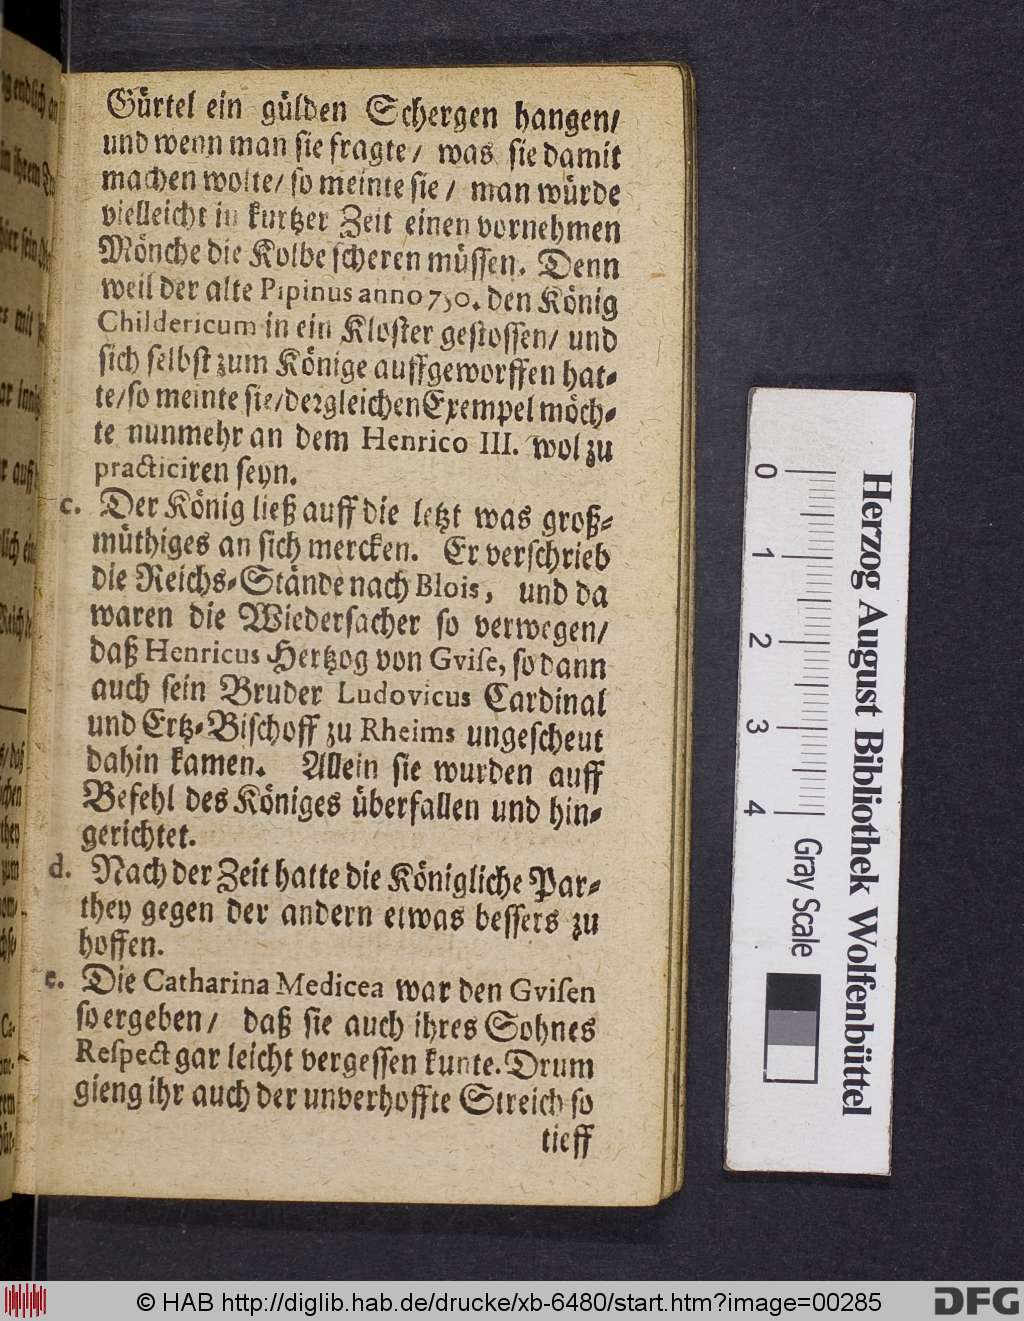 Gürtel ein gülden Schergen hangen/
und wenn man sie fragte/ was sie damit
machen wolte/ so meinte sie/ man würde
vielleicht in kurtzer Zeit einen vornehmen
Mönche die Kolbe scheren müssen. Denn
weil der alte Pipinus anno 750. den König
Childericum in ein Kloster gestossen/ und
sich selbst zum Könige auffgeworffen hat-
te/ so meinte sie/ dergleichen Exempel möch-
te nunmehr an dem Henrico III. wol zu
practiciren seyn.
c. Der König ließ auff die letzt was groß-
müthiges an sich mercken. Er verschrieb
die Reichs-Stände nach Blois, und da
waren die Wiedersacher so verwegen/
daß Henricus Hertzog von Gvise, so dann
auch sein Bruder Ludovicus Cardinal
und Ertz-Bischoff zu Rheims ungescheut
dahin kamen. Allein sie wurden auff
Befehl des Königes überfallen und hin-
gerichtet.
d. Nach der Zeit hatte die Königliche Par-
they gegen der andern etwas bessers zu
hoffen.
e. Die Catharina Medicea war den Gvisen
so ergeben/ daß sie auch ihres Sohnes
Respect gar leicht vergessen kunte. Drum
gieng ihr auch der unverhoffte Streich so
tieff
0 1 2 3 4
Gray Scale
Herzog August Bibliothek Wolfenbüttel
© HAB http://diglib.hab.de/drucke/xb-6480/start.htm?image=00285
DFG